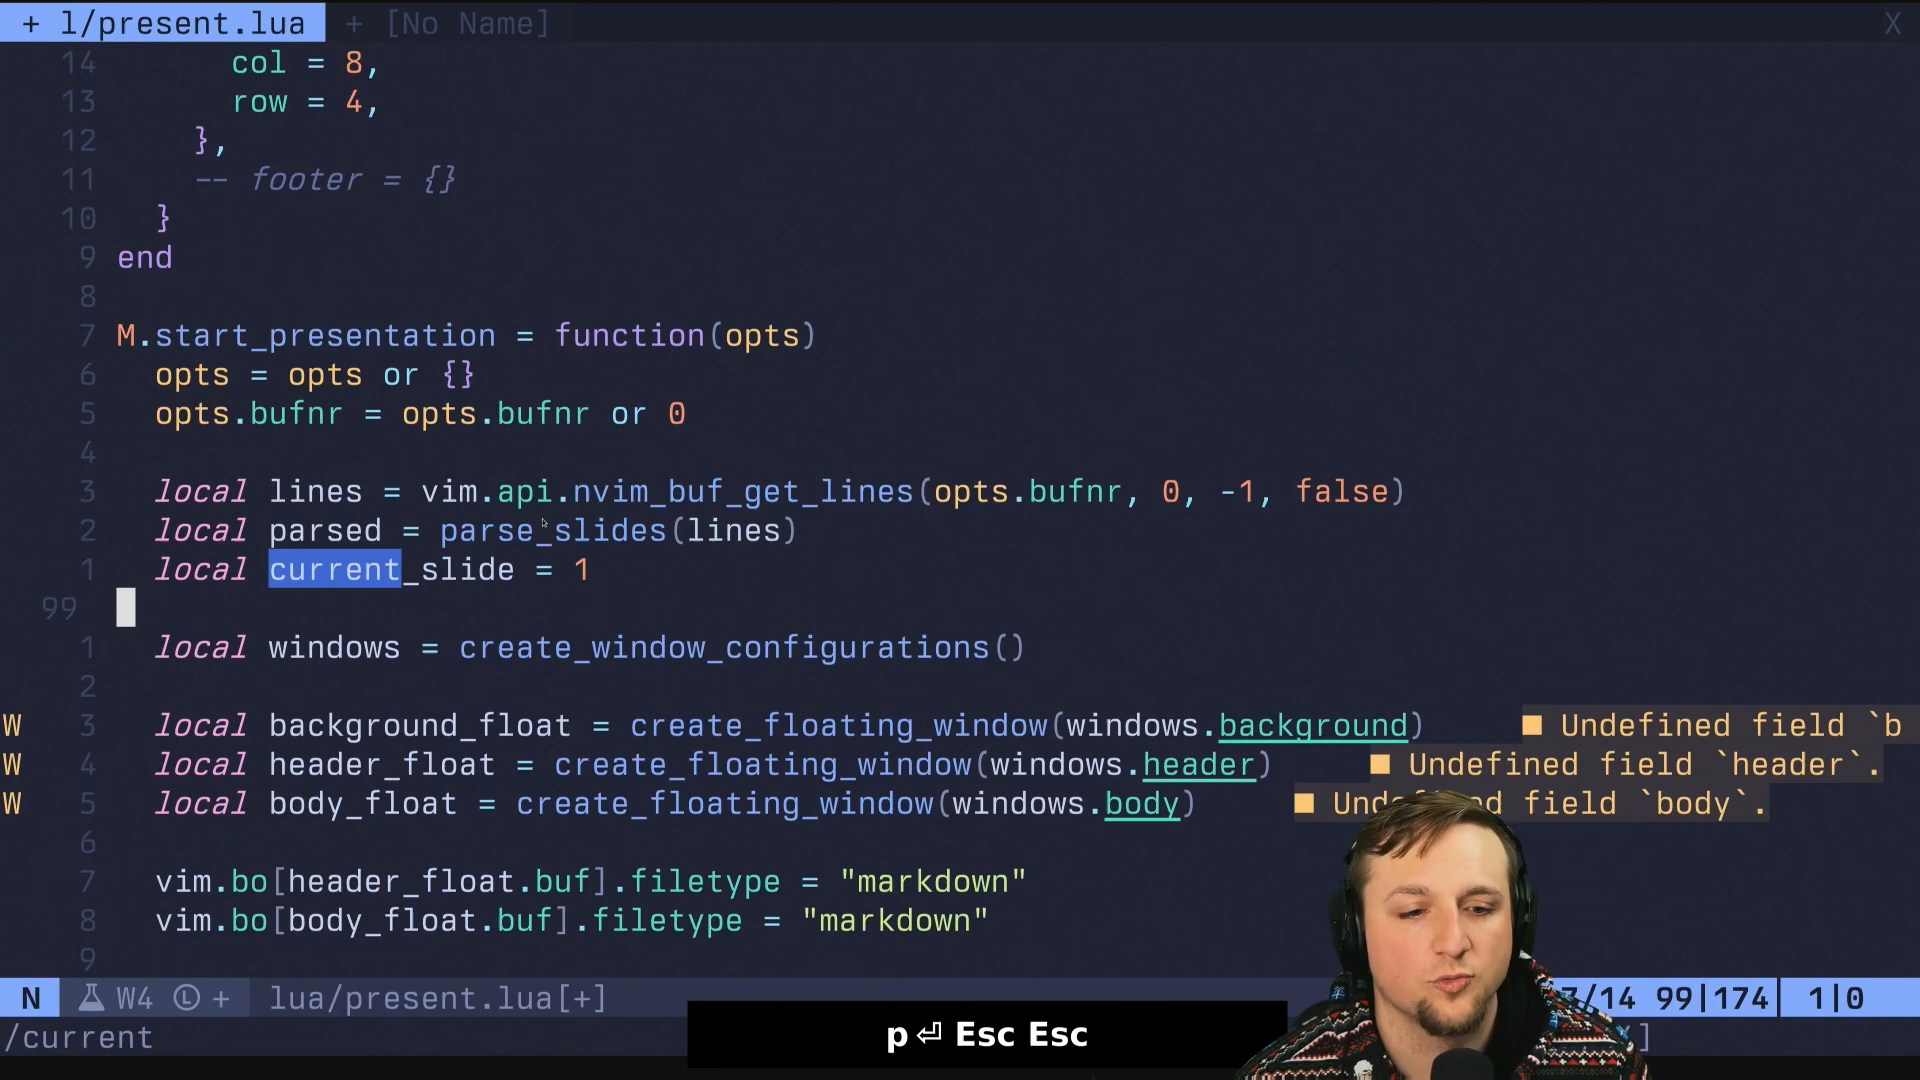 + l/present.lua + [No Name] X
14 col = 8,
13 row = 4,
12 },
11 -- footer = {}
10 }
9 end
8
7 M.start_presentation = function(opts)
6 opts = opts or {}
5 opts.bufnr = opts.bufnr or 0
4
3 local lines = vim.api.nvim_buf_get_lines(opts.bufnr, 0, -1, false)
2 local parsed = parse_slides(lines)
1 local current_slide = 1
99
1 local windows = create_window_configurations()
2
W 3 local background_float = create_floating_window(windows.background) ■ Undefined field `b
W 4 local header_float = create_floating_window(windows.header) ■ Undefined field `header`.
W 5 local body_float = create_floating_window(windows.body) ■ Undefined field `body`.
6
7 vim.bo[header_float.buf].filetype = "markdown"
8 vim.bo[body_float.buf].filetype = "markdown"
9
N W4 Ⓛ + lua/present.lua[+] /14 99|174 1|0
/current ]
p⏎ Esc Esc